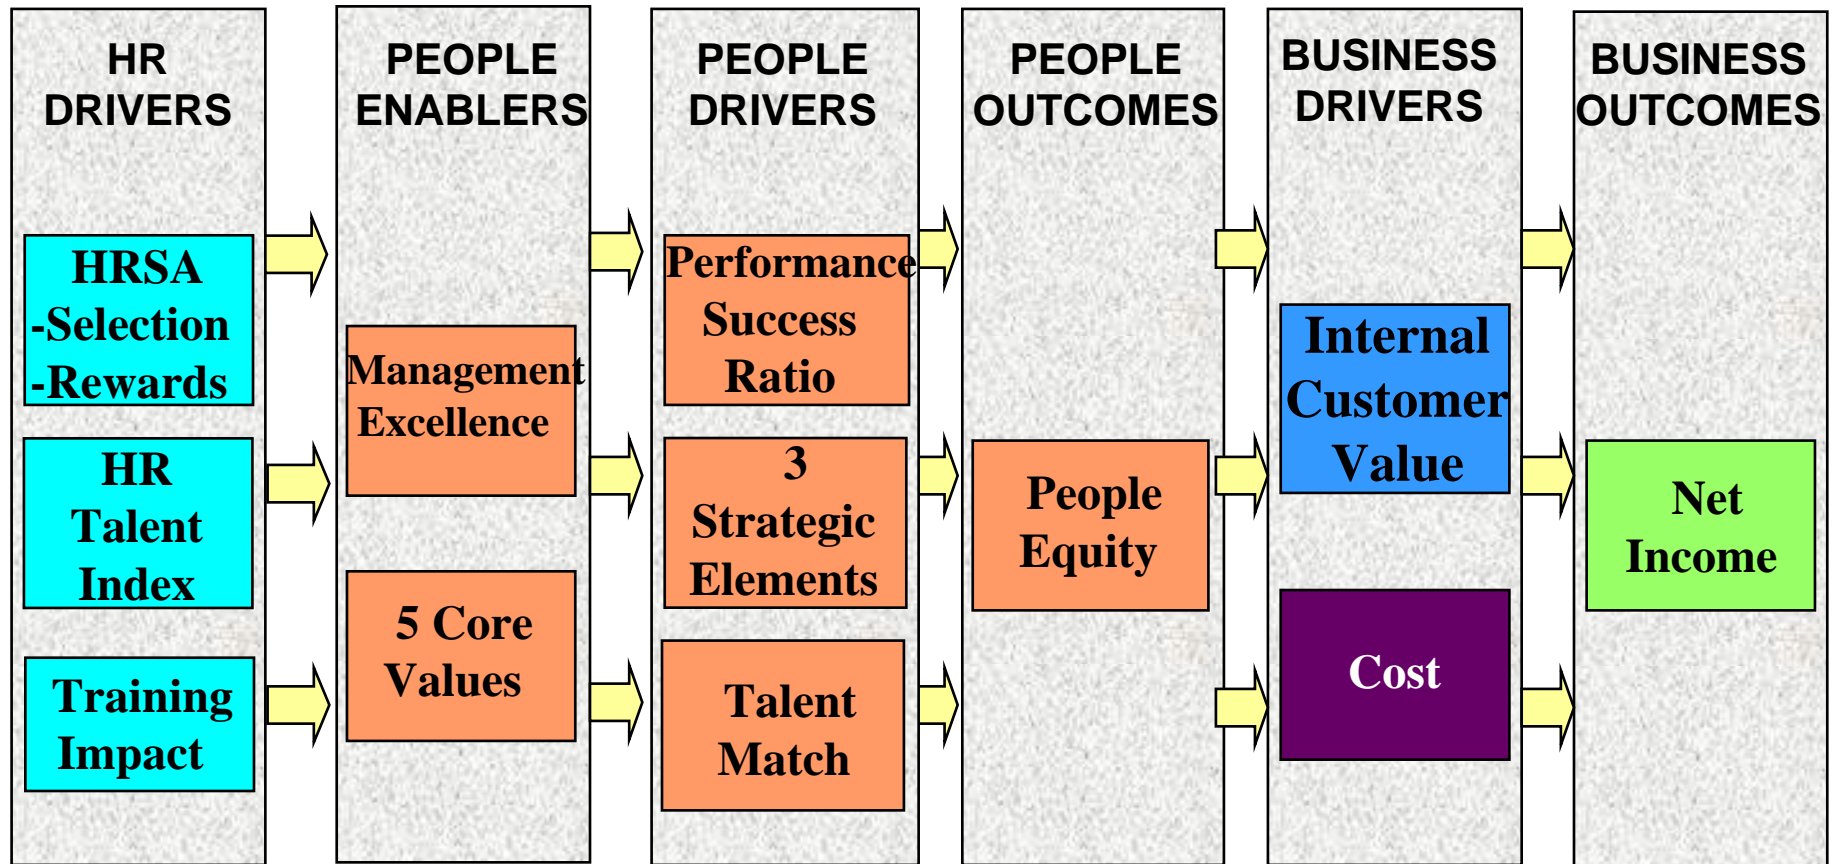 HR
DRIVERS
HRSA
-Selection
-Rewards
HR
Talent
Index
Training
Impact
PEOPLE
ENABLERS
Management
Excellence
5 Core
Values
PEOPLE
DRIVERS
Performance
Success
Ratio
3
Strategic
Elements
Talent
Match
PEOPLE
OUTCOMES
People
Equity
BUSINESS
DRIVERS
Internal
Customer
Value
Cost
BUSINESS
OUTCOMES
Net
Income